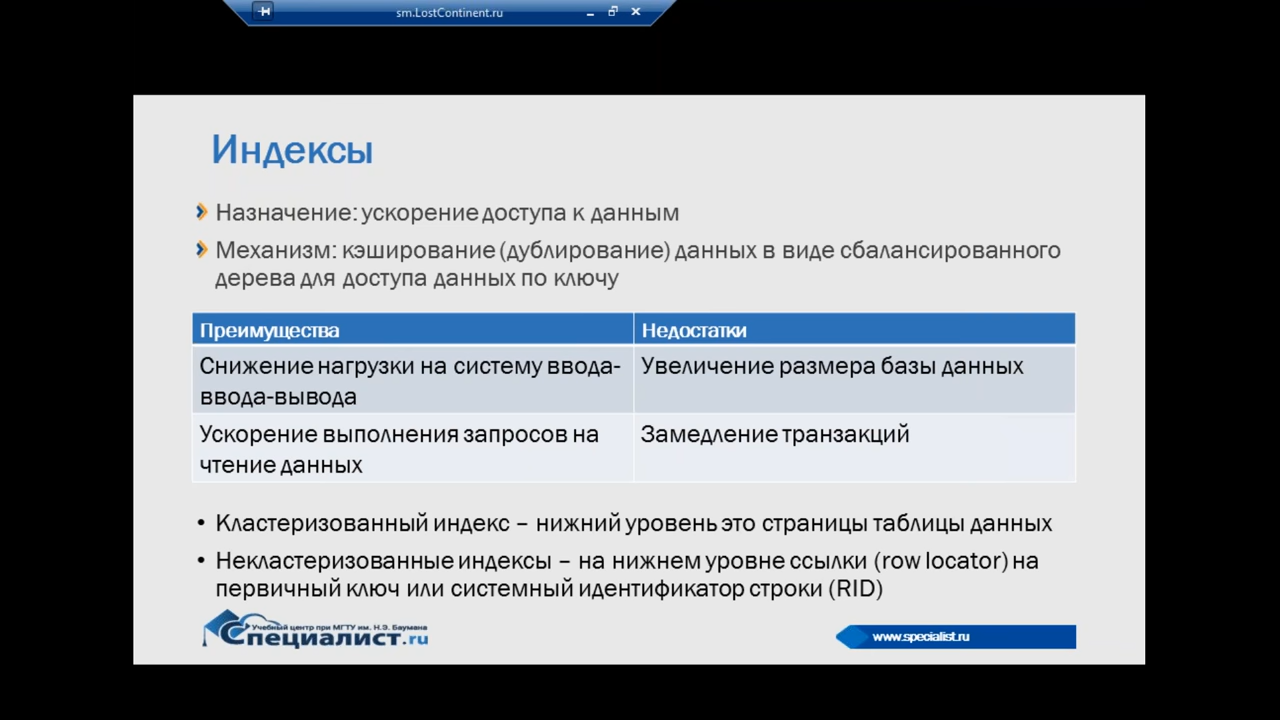 sm.LostContinent.ru
Индексы
Назначение: ускорение доступа к данным
Механизм: кэширование (дублирование) данных в виде сбалансированного
дерева для доступа данных по ключу
Преимущества
Недостатки
Снижение нагрузки на систему ввода-
ввода-вывода
Увеличение размера базы данных
Ускорение выполнения запросов на
чтение данных
Замедление транзакций
• Кластеризованный индекс – нижний уровень это страницы таблицы данных
• Некластеризованные индексы – на нижнем уровне ссылки (row locator) на
первичный ключ или системный идентификатор строки (RID)
Учебный центр при МГТУ им. Н.Э. Баумана
Специалист.ru
www.specialist.ru